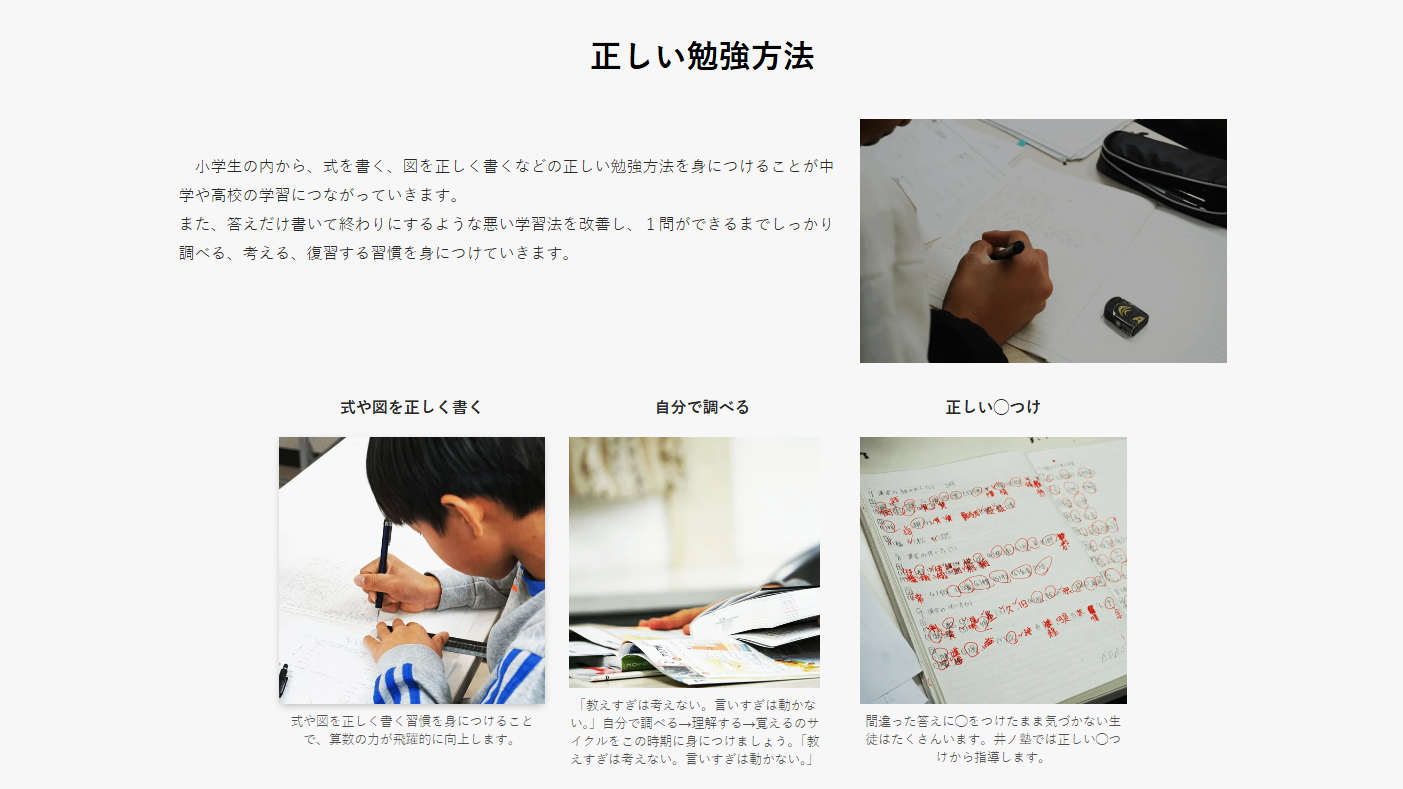 正しい勉強方法
小学生の内から、式を書く、図を正しく書くなどの正しい勉強方法を身につけることが中
学や高校の学習につながっていきます。
また、答えだけ書いて終わりにするような悪い学習法を改善し、１問ができるまでしっかり
調べる、考える、復習する習慣を身につけていきます。
式や図を正しく書く
式や図を正しく書く習慣を身につけること
で、算数の力が飛躍的に向上します。
自分で調べる
「教えすぎは考えない。言いすぎは動かな
い。」自分で調べる→理解する→覚えるのサ
イクルをこの時期に身につけましょう。「教
えすぎは考えない。言いすぎは動かない。」
正しい◯つけ
間違った答えに◯をつけたまま気づかない生
徒はたくさんいます。井ノ塾では正しい◯つ
けから指導します。